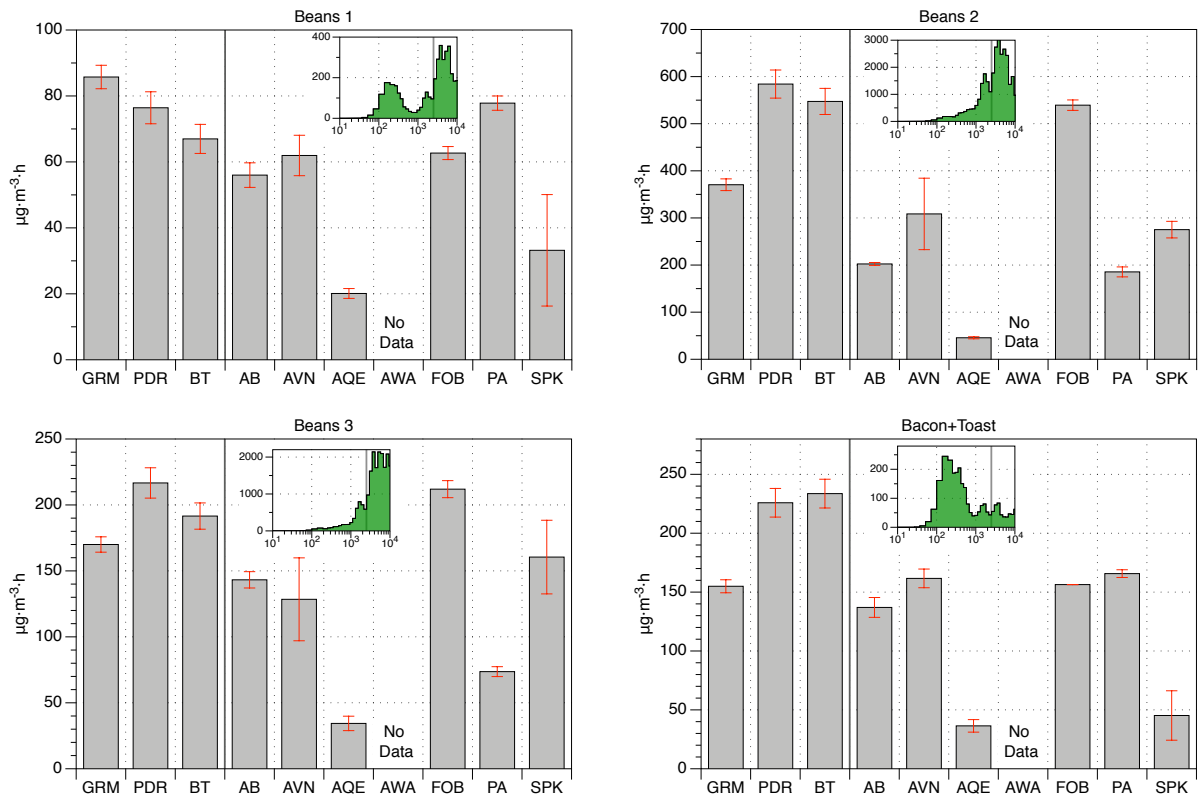 Beans 1
100
80
60
40
20
0
µg·m-3·h
400
200
0
10¹ 10² 10³ 10⁴
No
Data
GRM PDR BT AB AVN AQE AWA FOB PA SPK
Beans 2
700
600
500
400
300
200
100
0
µg·m-3·h
3000
2000
1000
0
10¹ 10² 10³ 10⁴
No
Data
GRM PDR BT AB AVN AQE AWA FOB PA SPK
Beans 3
250
200
150
100
50
0
µg·m-3·h
2000
1000
0
10¹ 10² 10³ 10⁴
No
Data
GRM PDR BT AB AVN AQE AWA FOB PA SPK
Bacon+Toast
250
200
150
100
50
0
µg·m-3·h
200
100
0
10¹ 10² 10³ 10⁴
No
Data
GRM PDR BT AB AVN AQE AWA FOB PA SPK